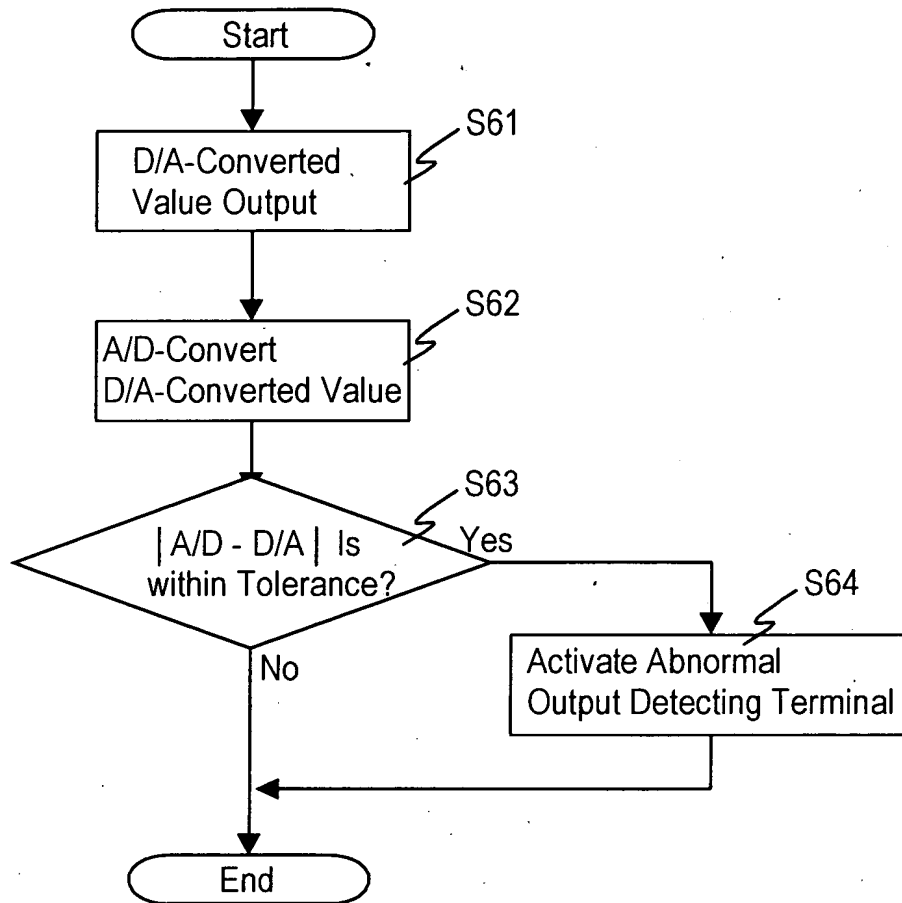 Start
S61
D/A-Converted
Value Output
S62
A/D-Convert
D/A-Converted Value
S63
|A/D - D/A| Is
within Tolerance?
Yes
No
S64
Activate Abnormal
Output Detecting Terminal
End